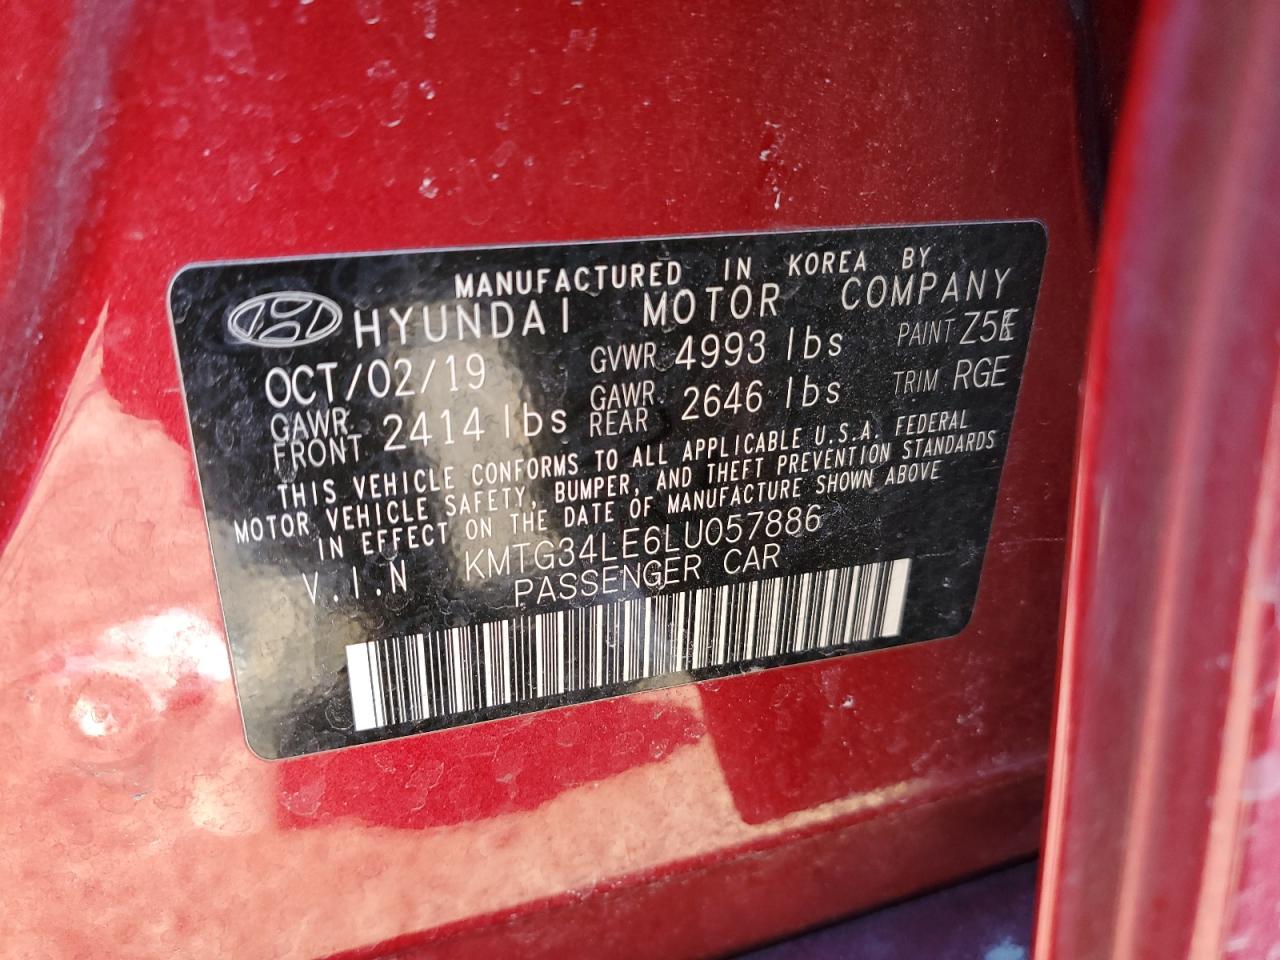 MANUFACTURED IN KOREA BY
HYUNDAI MOTOR COMPANY
OCT/02/19 GVWR 4993 lbs PAINT
GAWR FRONT 2414 lbs GAWR REAR 2646 lbs TRIM RGE
THIS VEHICLE CONFORMS TO ALL APPLICABLE U.S.A. FEDERAL
MOTOR VEHICLE SAFETY, BUMPER, AND THEFT PREVENTION STANDARDS
IN EFFECT ON THE DATE OF MANUFACTURE SHOWN ABOVE
V.I.N KMTG34LE6LU057886
PASSENGER CAR